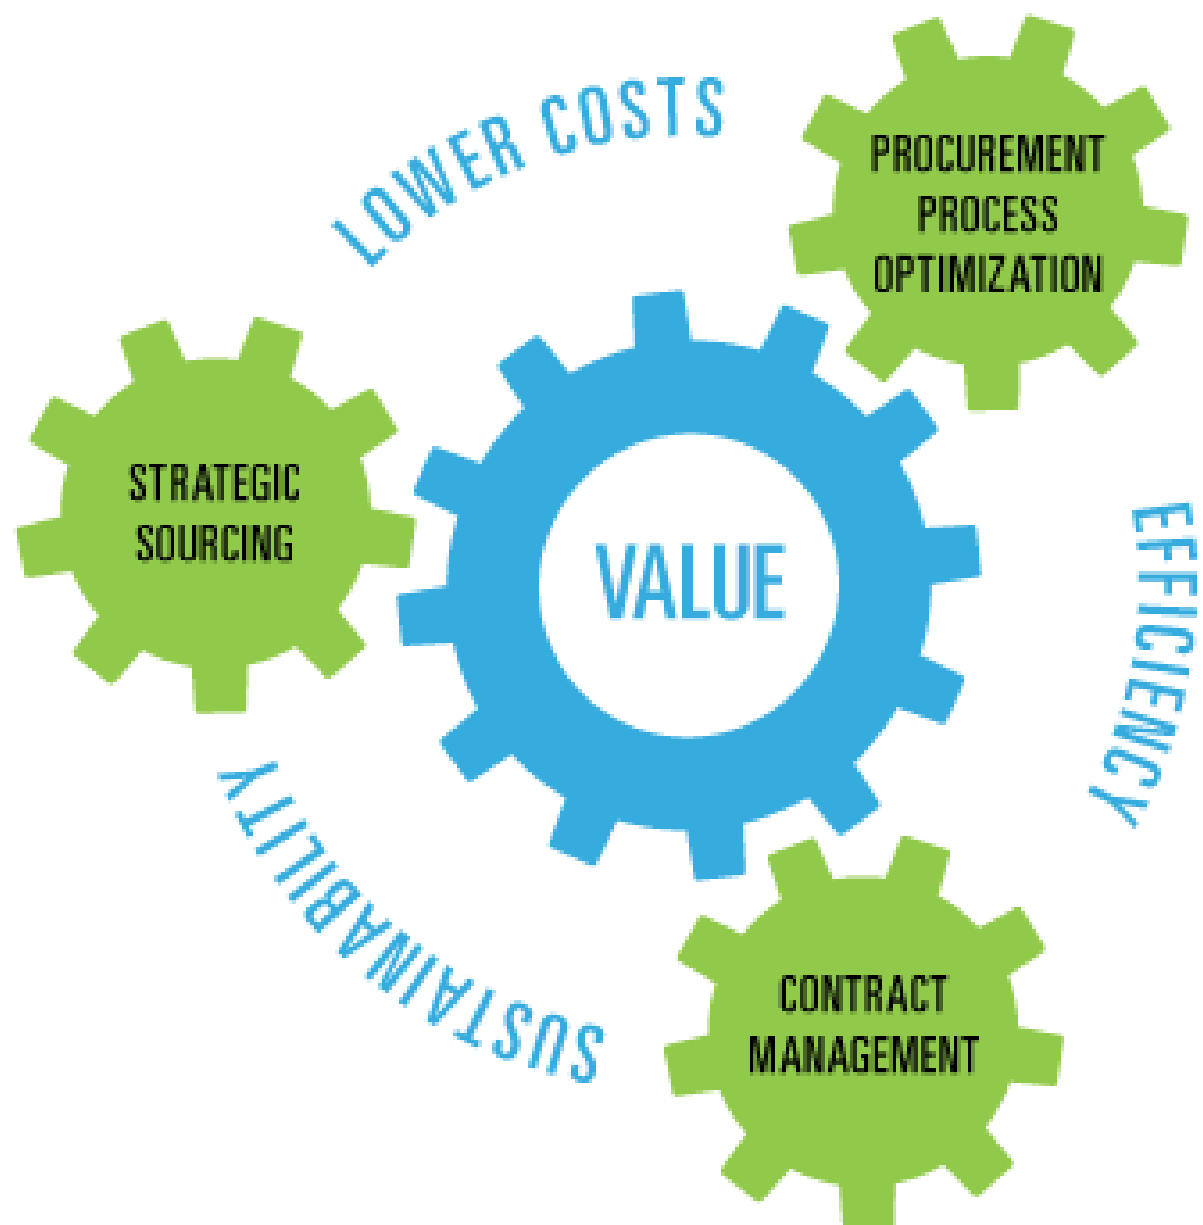 LOWER COSTS
PROCUREMENT
PROCESS
OPTIMIZATION
STRATEGIC
SOURCING
VALUE
EFFICIENCY
SUSTAINABILITY
CONTRACT
MANAGEMENT